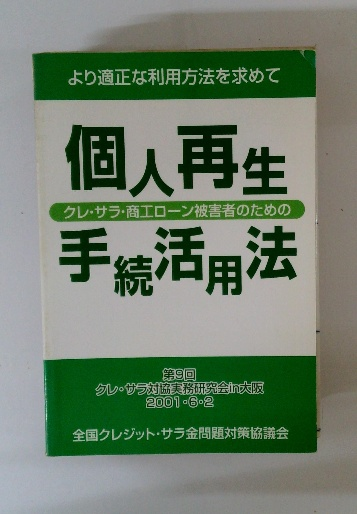 より適正な利用方法を求めて
個人再生
クレ・サラ・商工ローン被害者のための
手続活用法
第9回
クレ・サラ対協実務研究会in大阪
2001・6・2
全国クレジット・サラ金問題対策協議会